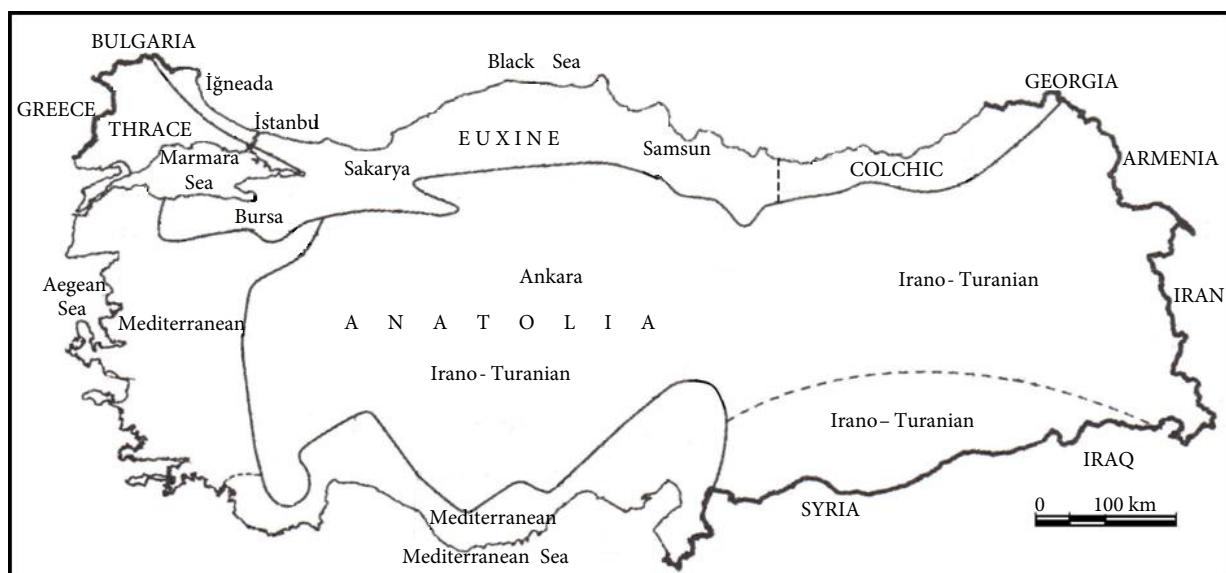 BULGARIA
Black Sea
İğneada
GEORGIA
GREECE
İstanbul
THRACE
EUXINE
Marmara
Sea
Samsun
Sakarya
COLCHIC
ARMENIA
Bursa
Ankara
Irano - Turanian
Aegean
Sea
IRAN
Mediterranean
ANATOLIA
Irano - Turanian
Irano – Turanian
IRAQ
SYRIA
0 100 km
Mediterranean
Mediterranean Sea